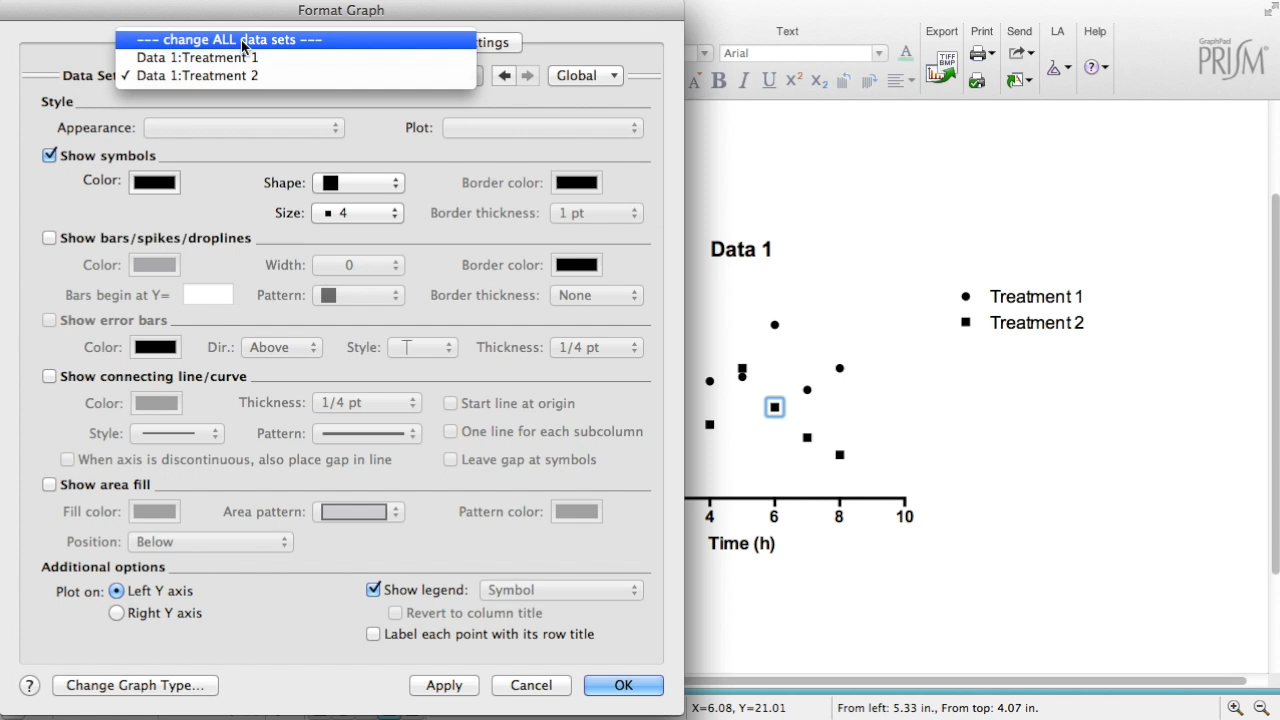 Format Graph
--- change ALL data sets ---
Data 1:Treatment 1
✓ Data 1:Treatment 2
Data Set
ttings
Global
Style
Appearance:
Plot:
Show symbols
Color:
Shape:
Border color:
Size:
4
Border thickness:
1 pt
Show bars/spikes/droplines
Color:
Width:
0
Border color:
Bars begin at Y=
Pattern:
Border thickness:
None
Show error bars
Color:
Dir.:
Above
Style:
Thickness:
1/4 pt
Show connecting line/curve
Color:
Thickness:
1/4 pt
Start line at origin
Style:
Pattern:
One line for each subcolumn
When axis is discontinuous, also place gap in line
Leave gap at symbols
Show area fill
Fill color:
Area pattern:
Pattern color:
Position:
Below
Additional options
Plot on:
Left Y axis
Right Y axis
Show legend:
Symbol
Revert to column title
Label each point with its row title
?
Change Graph Type...
Apply
Cancel
OK
Text
Export
Print
Send
LA
Help
Arial
A
A
B
I
U
X²
X₂
TIFF
BMP
GraphPad
PRISM
Data 1
Treatment 1
Treatment 2
4
6
8
10
Time (h)
X=6.08, Y=21.01
From left: 5.33 in., From top: 4.07 in.